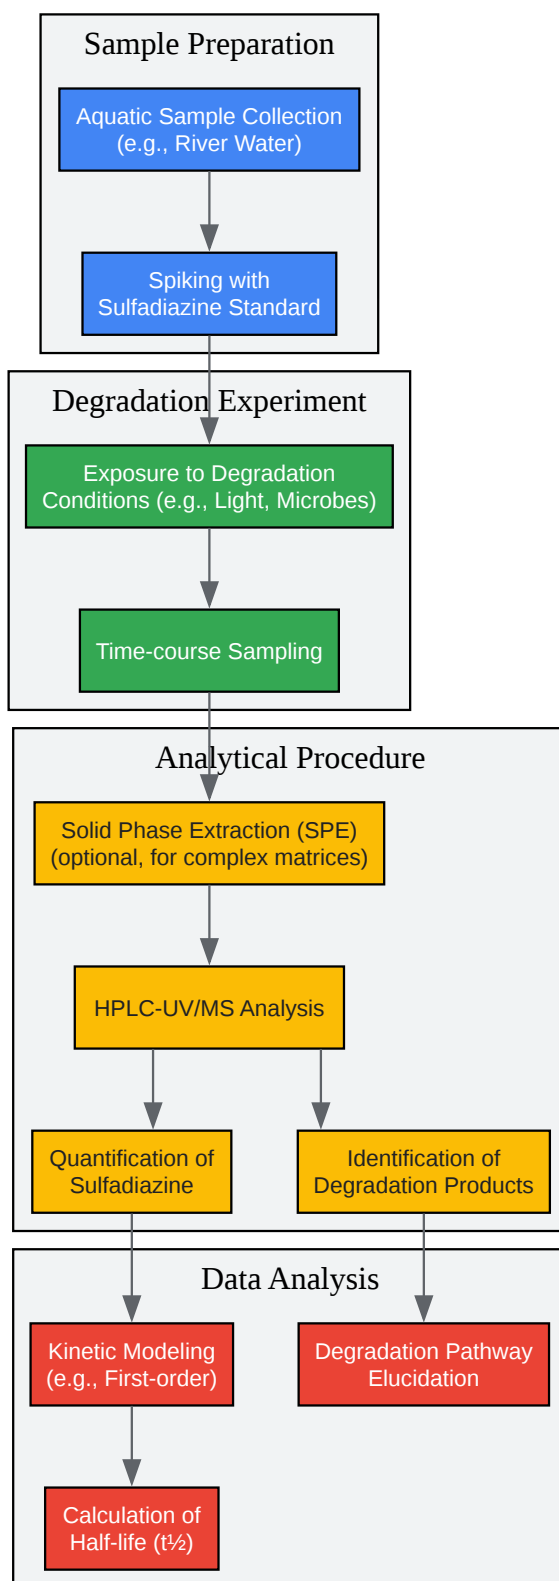 Sample Preparation
Aquatic Sample Collection
(e.g., River Water)
Spiking with
Sulfadiazine Standard
Degradation Experiment
Exposure to Degradation
Conditions (e.g., Light, Microbes)
Time-course Sampling
Analytical Procedure
Solid Phase Extraction (SPE)
(optional, for complex matrices)
HPLC-UV/MS Analysis
Quantification of
Sulfadiazine
Identification of
Degradation Products
Data Analysis
Kinetic Modeling
(e.g., First-order)
Degradation Pathway
Elucidation
Calculation of
Half-life (t½)